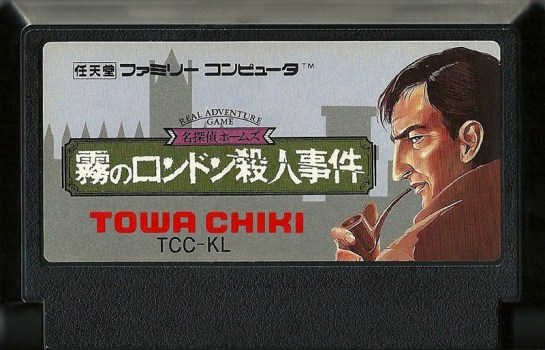 任天堂 ファミリー コンピュータ™
REAL ADVENTURE
GAME
名探偵ホームズ
霧のロンドン殺人事件
TOWA CHIKI
TCC-KL